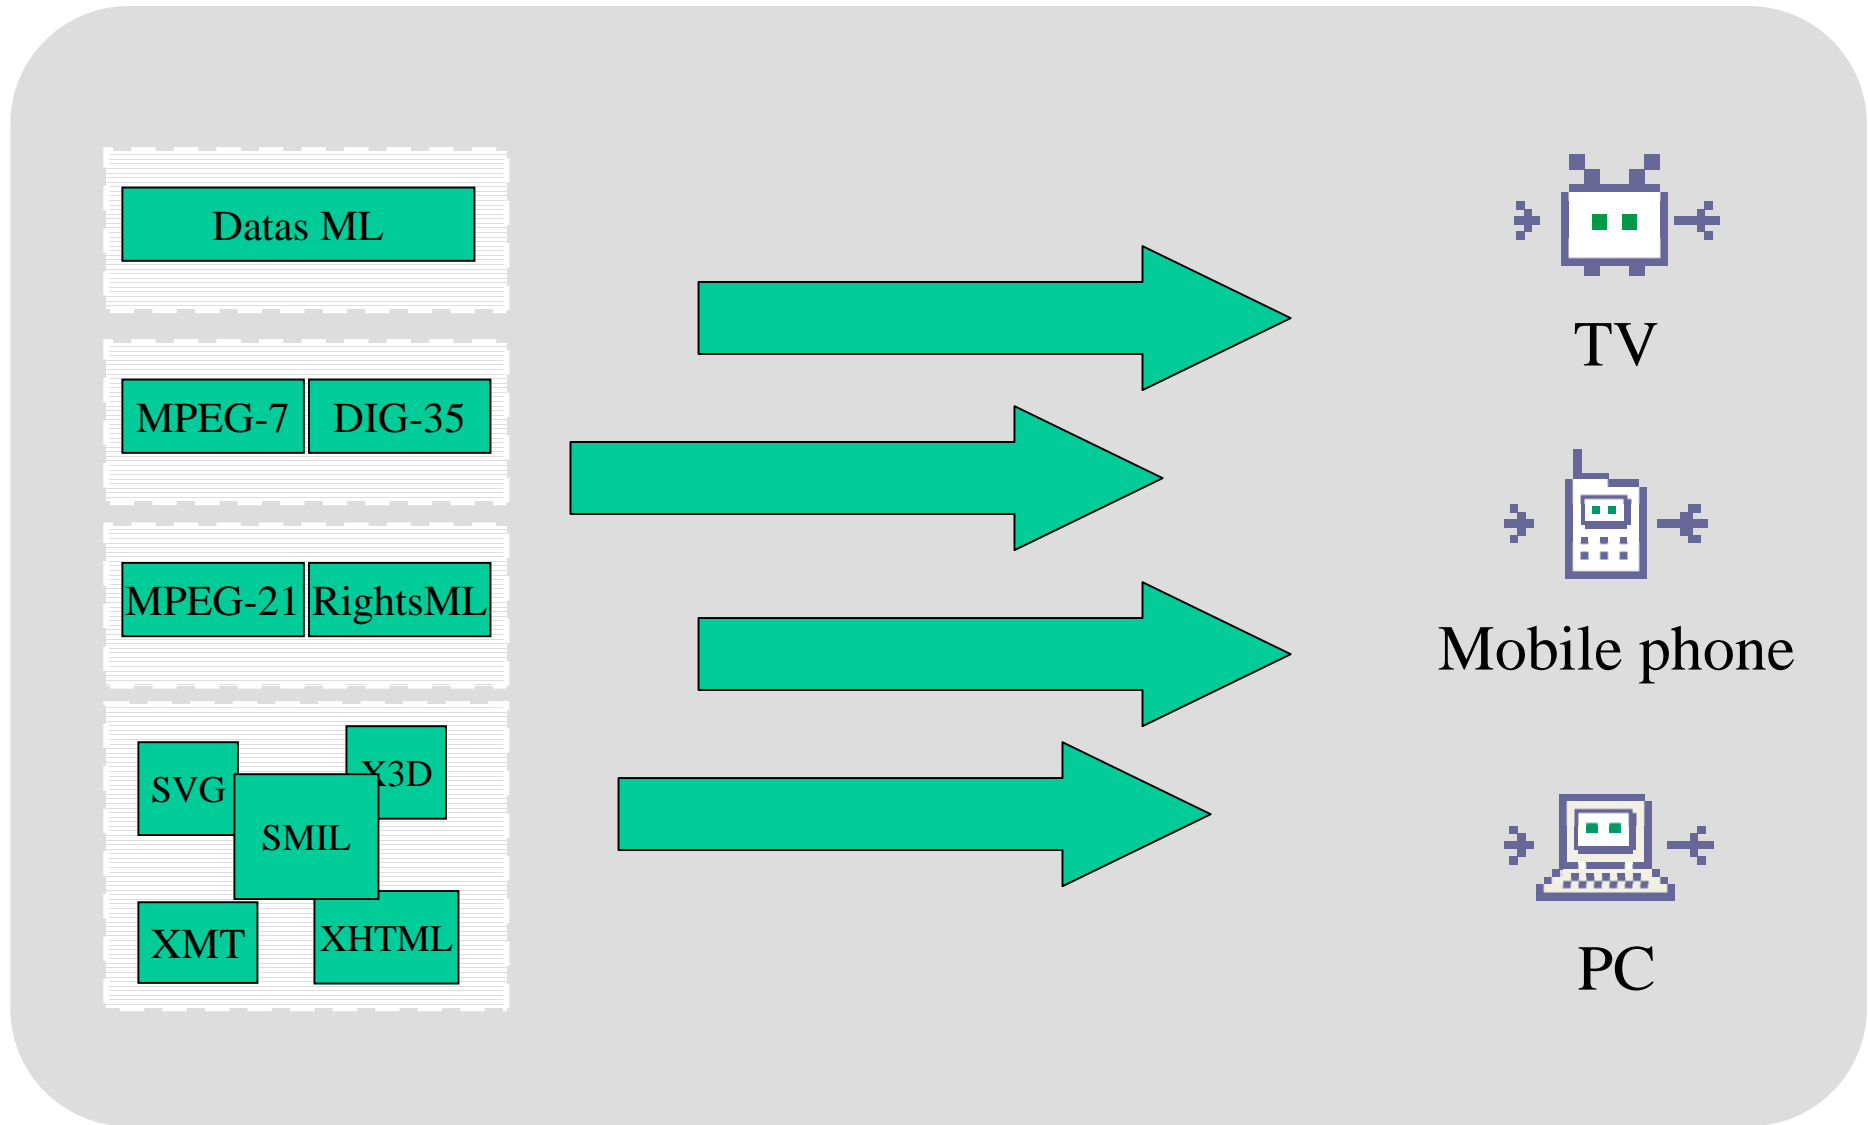 Datas ML
MPEG-7
DIG-35
MPEG-21
RightsML
SVG
X3D
SMIL
XMT
XHTML
TV
Mobile phone
PC